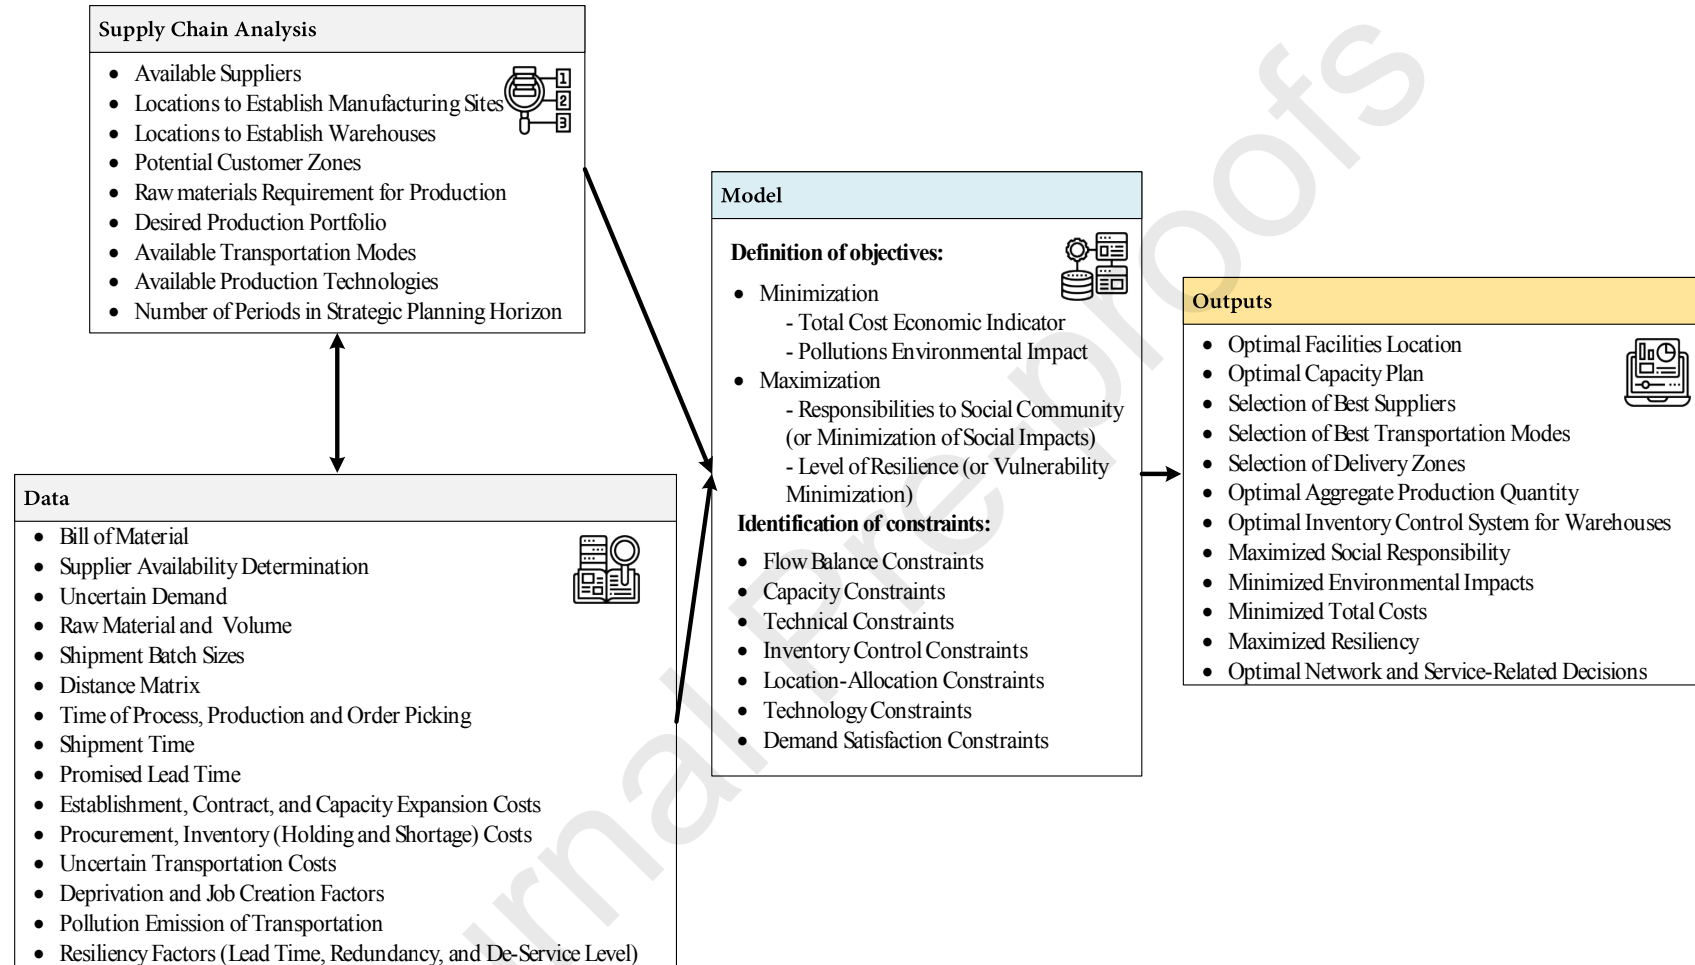 Supply Chain Analysis
• Available Suppliers
• Locations to Establish Manufacturing Sites
• Locations to Establish Warehouses
• Potential Customer Zones
• Raw materials Requirement for Production
• Desired Production Portfolio
• Available Transportation Modes
• Available Production Technologies
• Number of Periods in Strategic Planning Horizon
1
2
3
Data
• Bill of Material
• Supplier Availability Determination
• Uncertain Demand
• Raw Material and Volume
• Shipment Batch Sizes
• Distance Matrix
• Time of Process, Production and Order Picking
• Shipment Time
• Promised Lead Time
• Establishment, Contract, and Capacity Expansion Costs
• Procurement, Inventory (Holding and Shortage) Costs
• Uncertain Transportation Costs
• Deprivation and Job Creation Factors
• Pollution Emission of Transportation
• Resiliency Factors (Lead Time, Redundancy, and De-Service Level)
Model
Definition of objectives:
• Minimization
- Total Cost Economic Indicator
- Pollutions Environmental Impact
• Maximization
- Responsibilities to Social Community
(or Minimization of Social Impacts)
- Level of Resilience (or Vulnerability
Minimization)
Identification of constraints:
• Flow Balance Constraints
• Capacity Constraints
• Technical Constraints
• Inventory Control Constraints
• Location-Allocation Constraints
• Technology Constraints
• Demand Satisfaction Constraints
Outputs
• Optimal Facilities Location
• Optimal Capacity Plan
• Selection of Best Suppliers
• Selection of Best Transportation Modes
• Selection of Delivery Zones
• Optimal Aggregate Production Quantity
• Optimal Inventory Control System for Warehouses
• Maximized Social Responsibility
• Minimized Environmental Impacts
• Minimized Total Costs
• Maximized Resiliency
• Optimal Network and Service-Related Decisions
urnal Pre-proofs